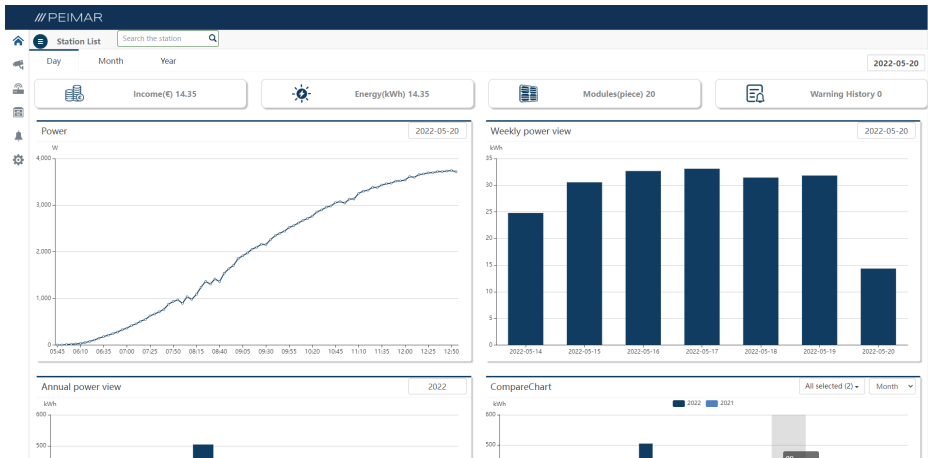 PEIMAR
Station List
Search the station
Day Month Year
2022-05-20
Income(€) 14.35
Energy(kWh) 14.35
Modules(piece) 20
Warning History 0
Power
2022-05-20
W
4,000
3,000
2,000
1,000
0
05:45 06:10 06:35 07:00 07:25 07:50 08:15 08:40 09:05 09:30 09:55 10:20 10:45 11:10 11:35 12:00 12:25 12:50
Weekly power view
2022-05-20
kWh
35
30
25
20
15
10
5
0
2022-05-14 2022-05-15 2022-05-16 2022-05-17 2022-05-18 2022-05-19 2022-05-20
Annual power view
2022
kWh
600
500
CompareChart
All selected (2)
Month
2022 2021
kWh
600
500